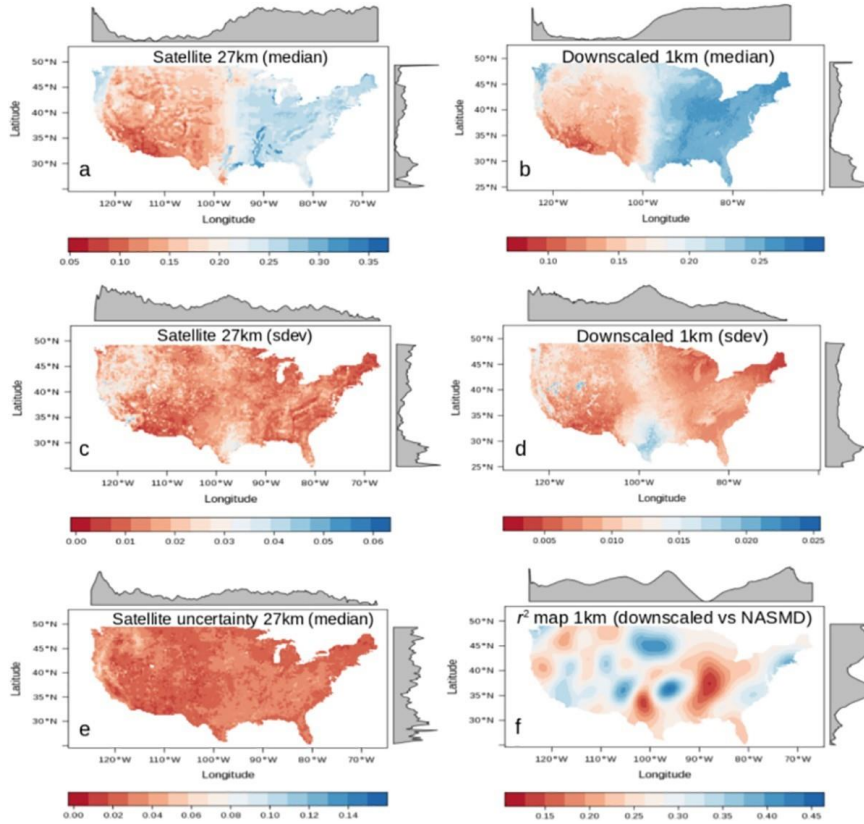 Satellite 27km (median)
50°N
45°N
40°N
35°N
30°N
Latitude
a
120°W 110°W 100°W 90°W 80°W 70°W
Longitude
0.05 0.10 0.15 0.20 0.25 0.30 0.35
Downscaled 1km (median)
50°N
45°N
40°N
35°N
30°N
25°N
Latitude
b
120°W 100°W 80°W
Longitude
0.10 0.15 0.20 0.25
Satellite 27km (sdev)
50°N
45°N
40°N
35°N
30°N
Latitude
c
120°W 110°W 100°W 90°W 80°W 70°W
Longitude
0.00 0.01 0.02 0.03 0.04 0.05 0.06
Downscaled 1km (sdev)
50°N
45°N
40°N
35°N
30°N
25°N
Latitude
d
120°W 100°W 80°W
Longitude
0.005 0.010 0.015 0.020 0.025
Satellite uncertainty 27km (median)
50°N
45°N
40°N
35°N
30°N
Latitude
e
120°W 110°W 100°W 90°W 80°W 70°W
Longitude
0.00 0.02 0.04 0.06 0.08 0.10 0.12 0.14
r² map 1km (downscaled vs NASMD)
50°N
45°N
40°N
35°N
30°N
25°N
Latitude
f
120°W 110°W 100°W 90°W 80°W 70°W
Longitude
0.15 0.20 0.25 0.30 0.35 0.40 0.45